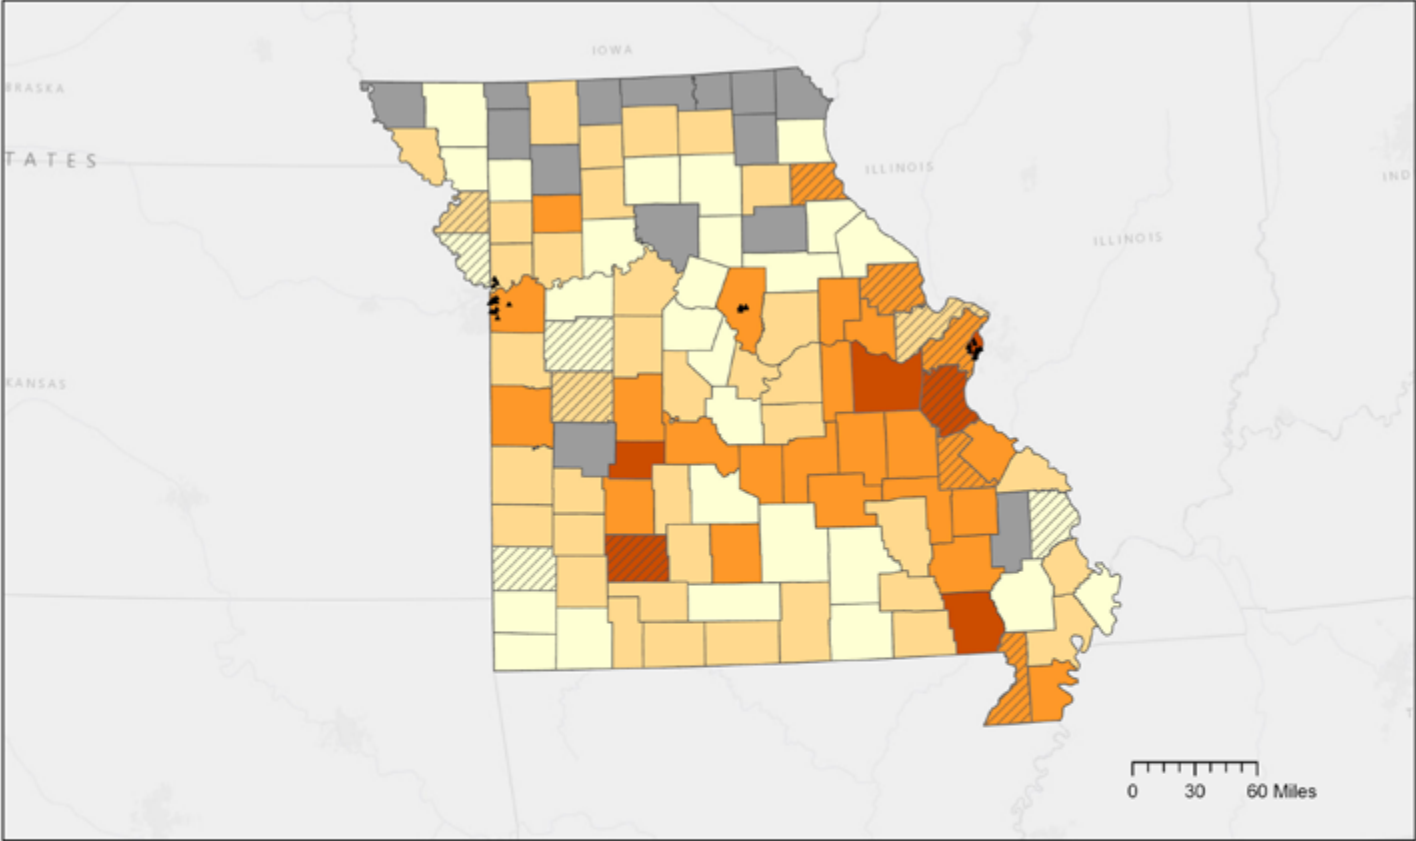 IOWA
BRASKA
TATES
ILLINOIS
IND
ILLINOIS
KANSAS
T
0 30 60 Miles